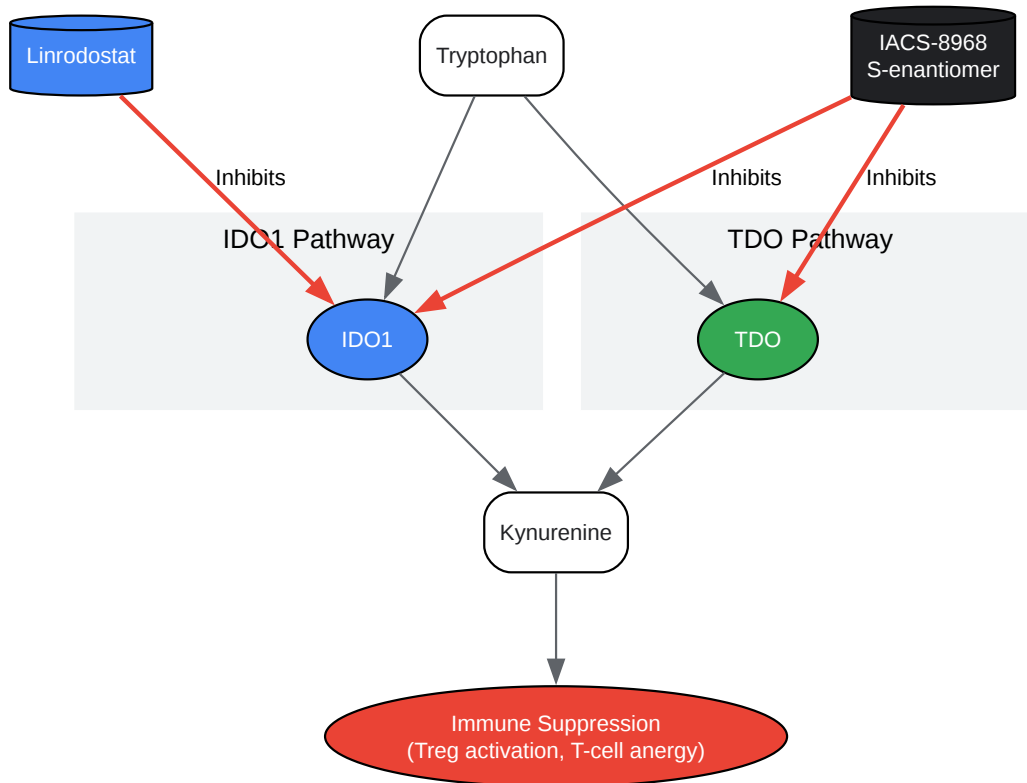 Linrodostat
Tryptophan
IACS-8968
S-enantiomer
Inhibits
Inhibits
Inhibits
IDO1 Pathway
TDO Pathway
IDO1
TDO
Kynurenine
Immune Suppression
(Treg activation, T-cell anergy)